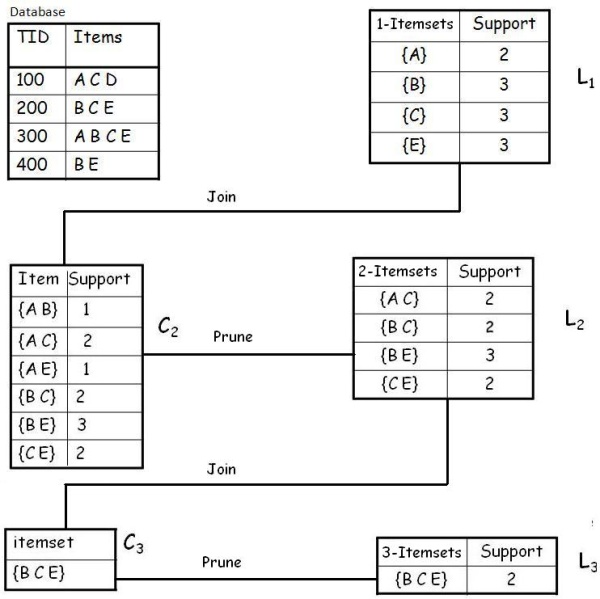 Database
TID Items
100 A C D
200 B C E
300 A B C E
400 B E
1-Itemsets Support
{A} 2
{B} 3
{C} 3
{E} 3
L1
Join
Item Support
{A B} 1
{A C} 2
{A E} 1
{B C} 2
{B E} 3
{C E} 2
C2
Prune
2-Itemsets Support
{A C} 2
{B C} 2
{B E} 3
{C E} 2
L2
Join
itemset
{B C E}
C3
Prune
3-Itemsets Support
{B C E} 2
L3